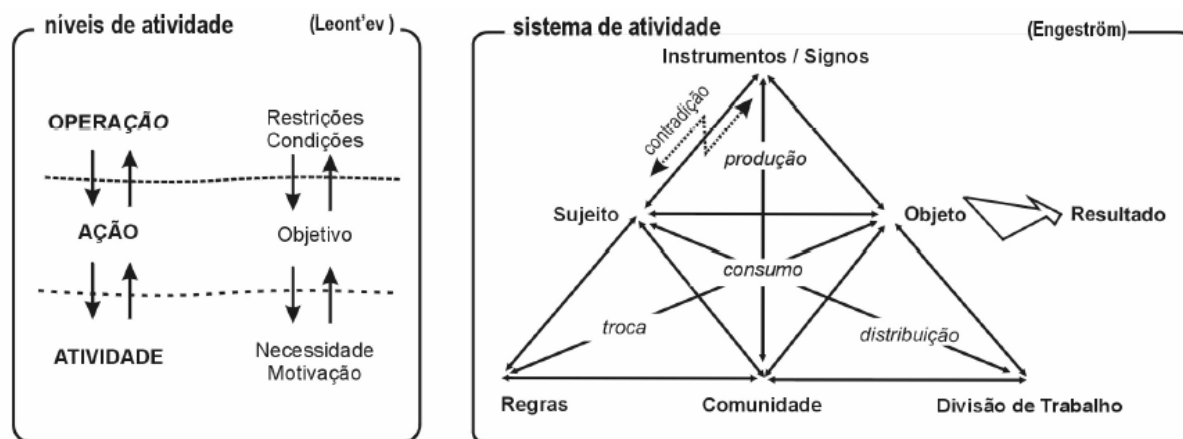 níveis de atividade
(Leont'ev)
OPERAÇÃO
Restrições
Condições
AÇÃO
Objetivo
ATIVIDADE
Necessidade
Motivação
sistema de atividade
(Engeström)
Instrumentos / Signos
contradição
produção
Sujeito
Objeto
Resultado
consumo
troca
distribuição
Regras
Comunidade
Divisão de Trabalho